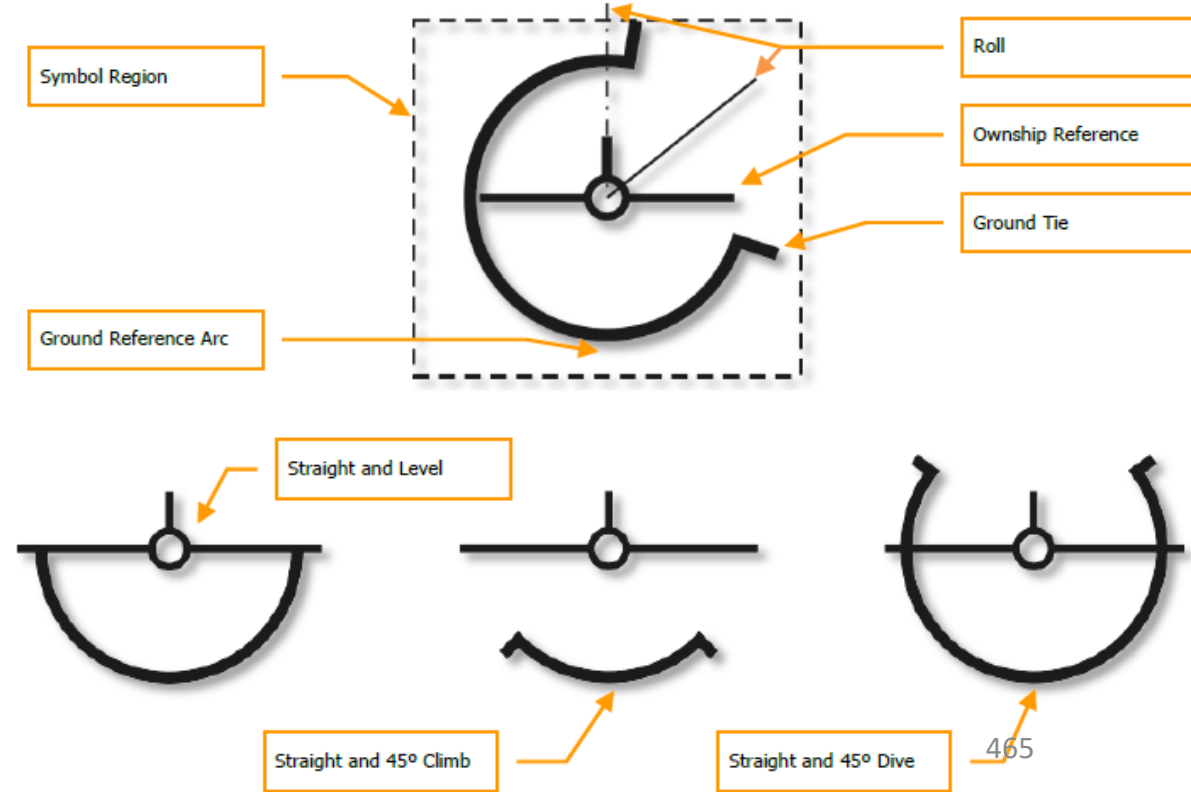 Roll
Symbol Region
Ownship Reference
Ground Tie
Ground Reference Arc
Straight and Level
Straight and 45º Climb
Straight and 45º Dive
465